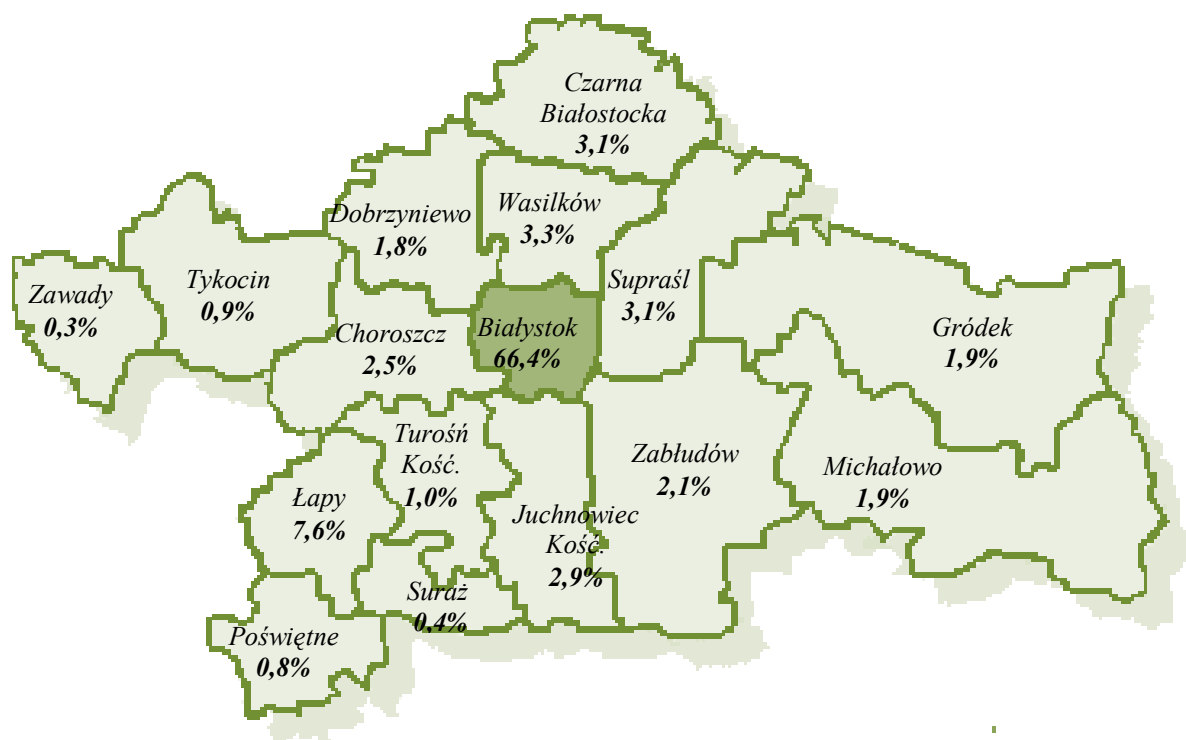 Czarna
Białostocka
3,1%
Wasilków
3,3%
Dobrzyniewo
1,8%
Supraśl
3,1%
Tykocin
0,9%
Zawady
0,3%
Choroszcz
2,5%
Białystok
66,4%
Gródek
1,9%
Turośń
Kość.
1,0%
Zabłudów
2,1%
Michałowo
1,9%
Łapy
7,6%
Juchnowiec
Kość.
2,9%
Suraż
0,4%
Poświętne
0,8%